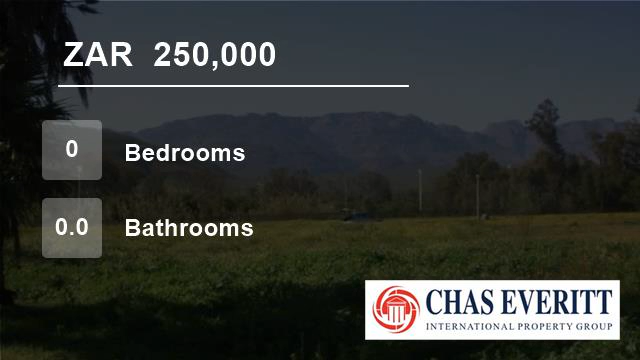 ZAR 250,000
0 Bedrooms
0.0 Bathrooms
CHAS EVERITT
INTERNATIONAL PROPERTY GROUP